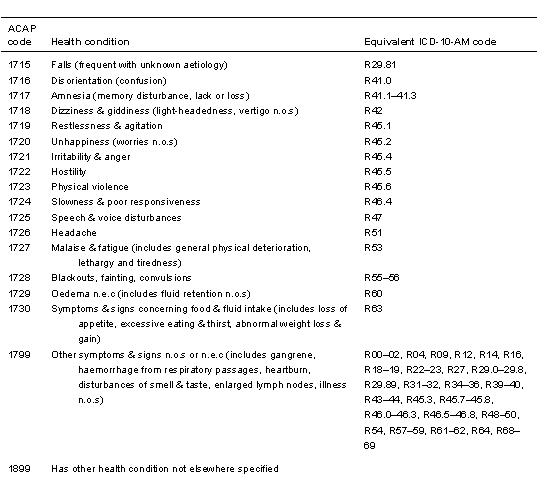 ACAP
code Health condition Equivalent ICD-10-AM code
1715 Falls (frequent with unknown aetiology) R29.81
1716 Disorientation (confusion) R41.0
1717 Amnesia (memory disturbance, lack or loss) R41.1–41.3
1718 Dizziness & giddiness (light-headedness, vertigo n.o.s) R42
1719 Restlessness & agitation R45.1
1720 Unhappiness (worries n.o.s) R45.2
1721 Irritability & anger R45.4
1722 Hostility R45.5
1723 Physical violence R45.6
1724 Slowness & poor responsiveness R46.4
1725 Speech & voice disturbances R47
1726 Headache R51
1727 Malaise & fatigue (includes general physical deterioration, R53
lethargy and tiredness)
1728 Blackouts, fainting, convulsions R55–56
1729 Oedema n.e.c (includes fluid retention n.o.s) R60
1730 Symptoms & signs concerning food & fluid intake (includes loss of R63
appetite, excessive eating & thirst, abnormal weight loss &
gain)
1799 Other symptoms & signs n.o.s or n.e.c (includes gangrene, R00–02, R04, R09, R12, R14, R16,
haemorrhage from respiratory passages, heartburn, R18–19, R22–23, R27, R29.0–29.8,
disturbances of smell & taste, enlarged lymph nodes, illness R29.89, R31–32, R34–36, R39–40,
n.o.s) R43–44, R45.3, R45.7–45.8,
R46.0–46.3, R46.5–46.8, R48–50,
R54, R57–59, R61–62, R64, R68–
69
1899 Has other health condition not elsewhere specified